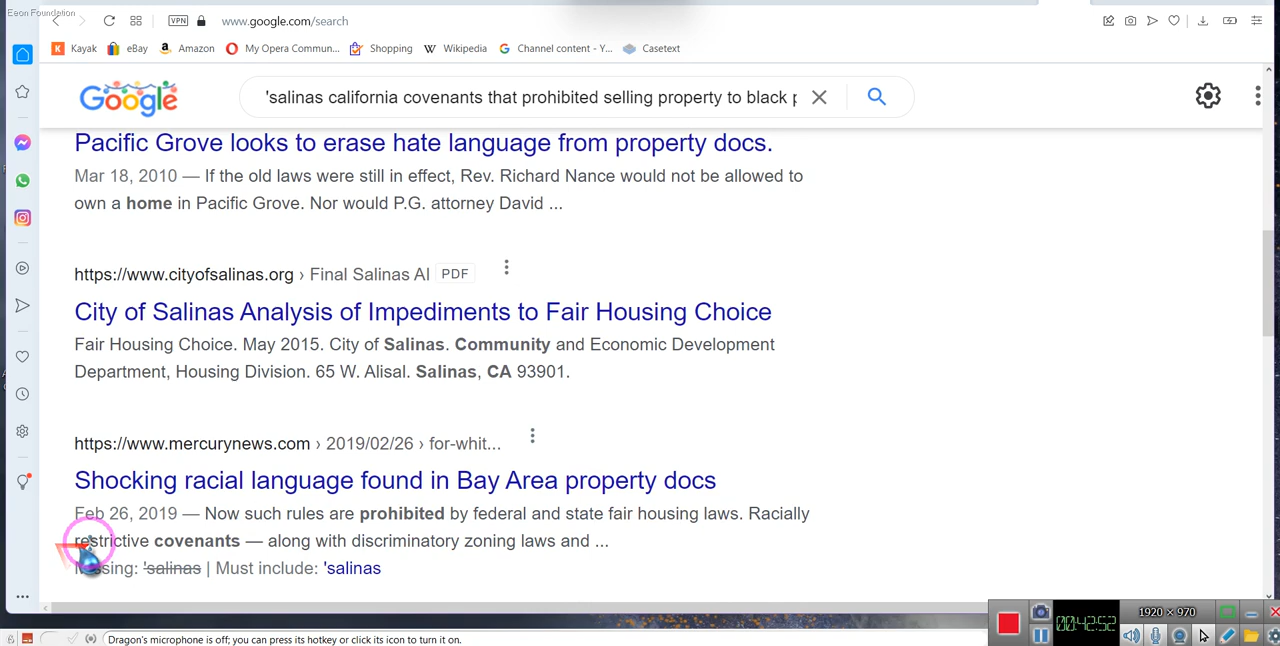 Eaon Foundation
VPN www.google.com/search
Kayak eBay Amazon My Opera Commun... Shopping Wikipedia Channel content - Y... Casetext
Google 'salinas california covenants that prohibited selling property to black p
Pacific Grove looks to erase hate language from property docs.
Mar 18, 2010 — If the old laws were still in effect, Rev. Richard Nance would not be allowed to
own a home in Pacific Grove. Nor would P.G. attorney David ...
https://www.cityofsalinas.org › Final Salinas AI PDF
City of Salinas Analysis of Impediments to Fair Housing Choice
Fair Housing Choice. May 2015. City of Salinas. Community and Economic Development
Department, Housing Division. 65 W. Alisal. Salinas, CA 93901.
https://www.mercurynews.com › 2019/02/26 › for-whit...
Shocking racial language found in Bay Area property docs
Feb 26, 2019 — Now such rules are prohibited by federal and state fair housing laws. Racially
restrictive covenants — along with discriminatory zoning laws and ...
Missing: 'salinas | Must include: 'salinas
00:42:52 1920 × 970
Dragon's microphone is off; you can press its hotkey or click its icon to turn it on.